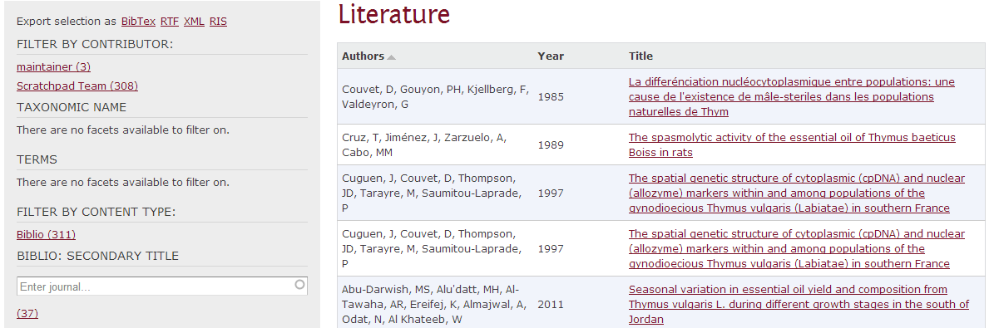 Export selection as BibTex RTF XML RIS
FILTER BY CONTRIBUTOR:
maintainer (3)
Scratchpad Team (308)
TAXONOMIC NAME
There are no facets available to filter on.
TERMS
There are no facets available to filter on.
FILTER BY CONTENT TYPE:
Biblio (311)
BIBLIO: SECONDARY TITLE
Enter journal...
(37)
Literature
Authors Year Title
Couvet, D, Gouyon, PH, Kjellberg, F,
Valdeyron, G
1985
La differénciation nucléocytoplasmique entre populations: une
cause de l'existence de mâle-steriles dans les populations
naturelles de Thym
Cruz, T, Jiménez, J, Zarzuelo, A,
Cabo, MM
1989
The spasmolytic activity of the essential oil of Thymus baeticus
Boiss in rats
Cuguen, J, Couvet, D, Thompson,
JD, Tarayre, M, Saumitou-Laprade,
P
1997
The spatial genetic structure of cytoplasmic (cpDNA) and nuclear
(allozyme) markers within and among populations of the
gynodioecious Thymus vulgaris (Labiatae) in southern France
Cuguen, J, Couvet, D, Thompson,
JD, Tarayre, M, Saumitou-Laprade,
P
1997
The spatial genetic structure of cytoplasmic (cpDNA) and nuclear
(allozyme) markers within and among populations of the
gynodioecious Thymus vulgaris (Labiatae) in southern France
Abu-Darwish, MS, Alu'datt, MH, Al-
Tawaha, AR, Ereifej, K, Almajwal, A,
Odat, N, Al Khateeb, W
2011
Seasonal variation in essential oil yield and composition from
Thymus vulgaris L. during different growth stages in the south of
Jordan